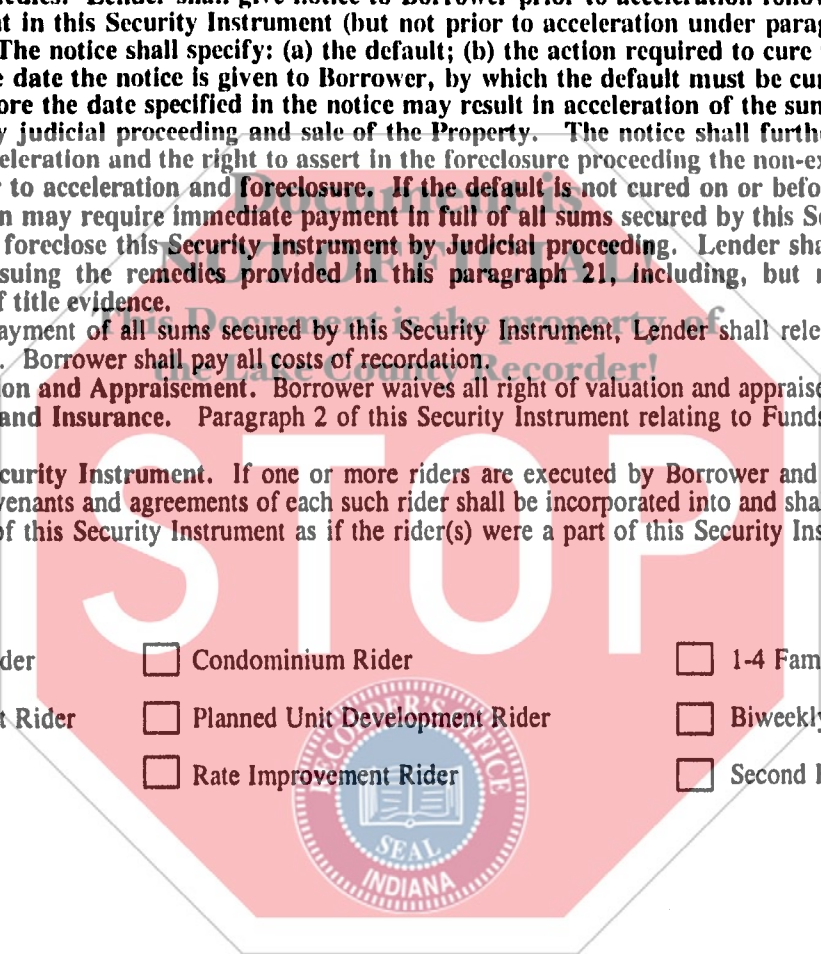 edies. Lender shall give notice to Borrower prior to acceleration follow
t in this Security Instrument (but not prior to acceleration under parag
The notice shall specify: (a) the default; (b) the action required to cure
e date the notice is given to Borrower, by which the default must be cur
ore the date specified in the notice may result in acceleration of the sum
y judicial proceeding and sale of the Property. The notice shall furthe
eleration and the right to assert in the foreclosure proceeding the non-ex
r to acceleration and foreclosure. If the default is not cured on or befo
Document is
n may require immediate payment in full of all sums secured by this Se
NOT OFFICIAL
foreclose this Security Instrument by Judicial proceeding. Lender sha
suing the remedies provided in this paragraph 21, including, but n
f title evidence.
This Document is the property of
ayment of all sums secured by this Security Instrument, Lender shall rele
. Borrower shall pay all costs of recordation.
the Lake County Recorder!
on and Appraisement. Borrower waives all right of valuation and appraise
and Insurance. Paragraph 2 of this Security Instrument relating to Funds
STOP
curity Instrument. If one or more riders are executed by Borrower and
venants and agreements of each such rider shall be incorporated into and sha
of this Security Instrument as if the rider(s) were a part of this Security Ins
der Condominium Rider 1-4 Fam
t Rider Planned Unit Development Rider Biweekly
Rate Improvement Rider Second
RECORDER'S OFFICE
SEAL
INDIANA